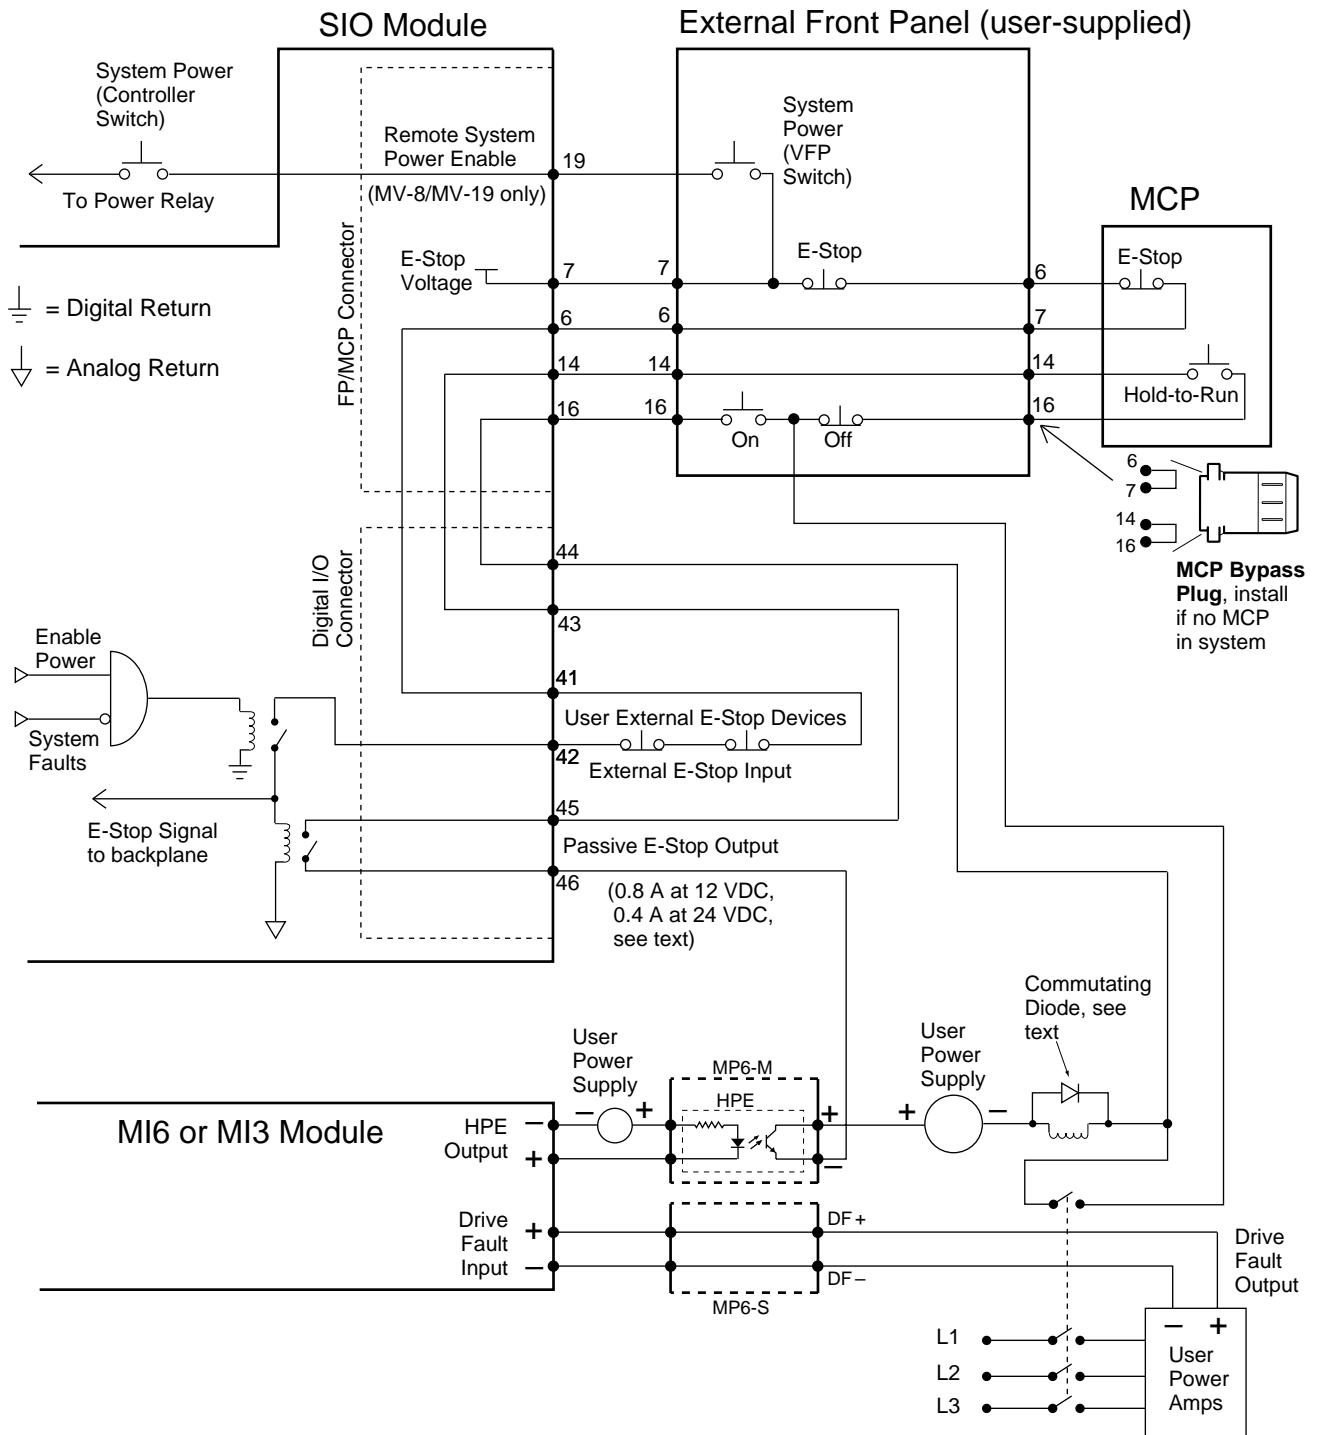 SIO Module
External Front Panel (user-supplied)
System Power
(Controller
Switch)
To Power Relay
Remote System
Power Enable
(MV-8/MV-19 only)
19
System
Power
(VFP
Switch)
MCP
FP/MCP Connector
E-Stop
Voltage
7
7
E-Stop
6
E-Stop
= Digital Return
6
6
7
= Analog Return
14
14
14
Hold-to-Run
16
16
On
Off
16
6
7
14
16
MCP Bypass
Plug, install
if no MCP
in system
Digital I/O
Connector
44
43
Enable
Power
System
Faults
41
User External E-Stop Devices
42
External E-Stop Input
E-Stop Signal
to backplane
45
Passive E-Stop Output
46
(0.8 A at 12 VDC,
0.4 A at 24 VDC,
see text)
Commutating
Diode, see
text
User
Power
Supply
User
Power
Supply
MP6-M
HPE
MI6 or MI3 Module
HPE
Output
−
+
−
+
+
−
+
−
Drive
Fault
Input
+
−
DF+
DF−
MP6-S
Drive
Fault
Output
− +
User
Power
Amps
L1
L2
L3